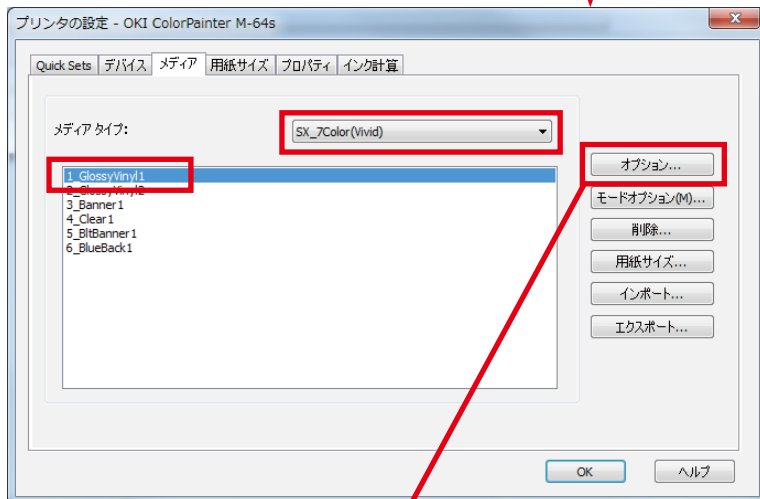 プリンタの設定 - OKI ColorPainter M-64s
Quick Sets デバイス メディア 用紙サイズ プロパティ インク計算
メディア タイプ: SX_7Color(Vivid)
1_GlossyVinyl1
2_GlossyVinyl2
3_Banner1
4_Clear1
5_BltBanner1
6_BlueBack1
オプション...
モードオプション(M)...
削除...
用紙サイズ...
インポート...
エクスポート...
OK ヘルプ